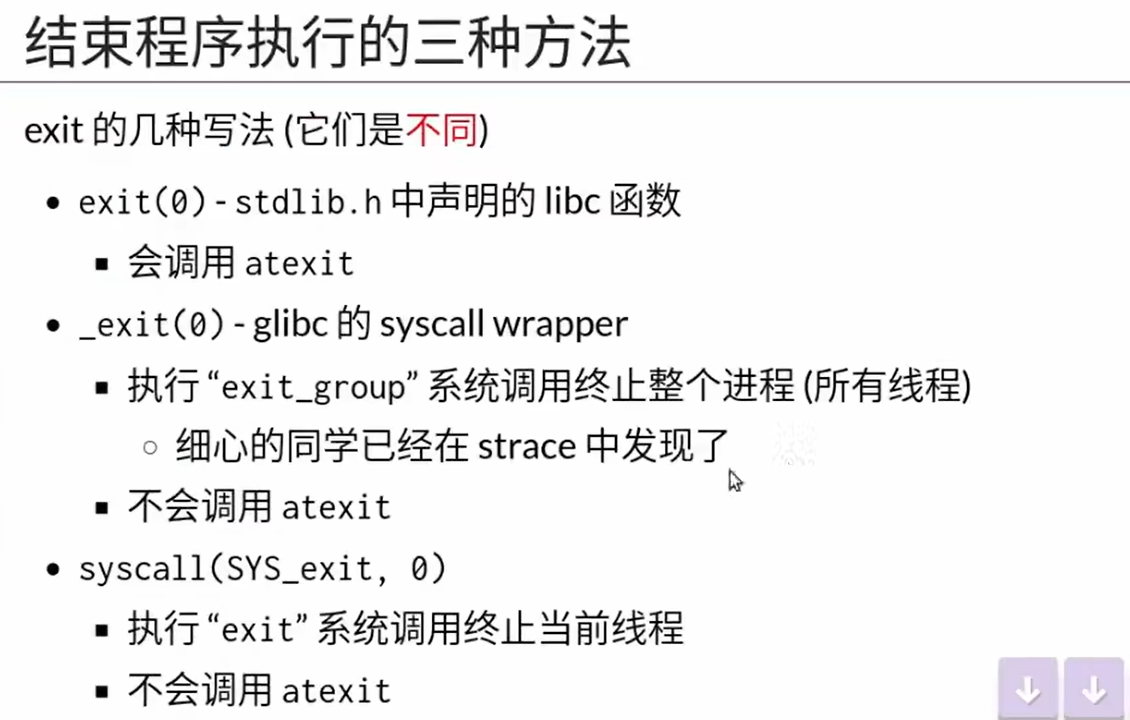 结束程序执行的三种方法
exit 的几种写法 (它们是不同)
• exit(0) - stdlib.h 中声明的 libc 函数
▪ 会调用 atexit
• _exit(0) - glibc 的 syscall wrapper
▪ 执行 “exit_group” 系统调用终止整个进程 (所有线程)
◦ 细心的同学已经在 strace 中发现了
▪ 不会调用 atexit
• syscall(SYS_exit, 0)
▪ 执行 “exit” 系统调用终止当前线程
▪ 不会调用 atexit